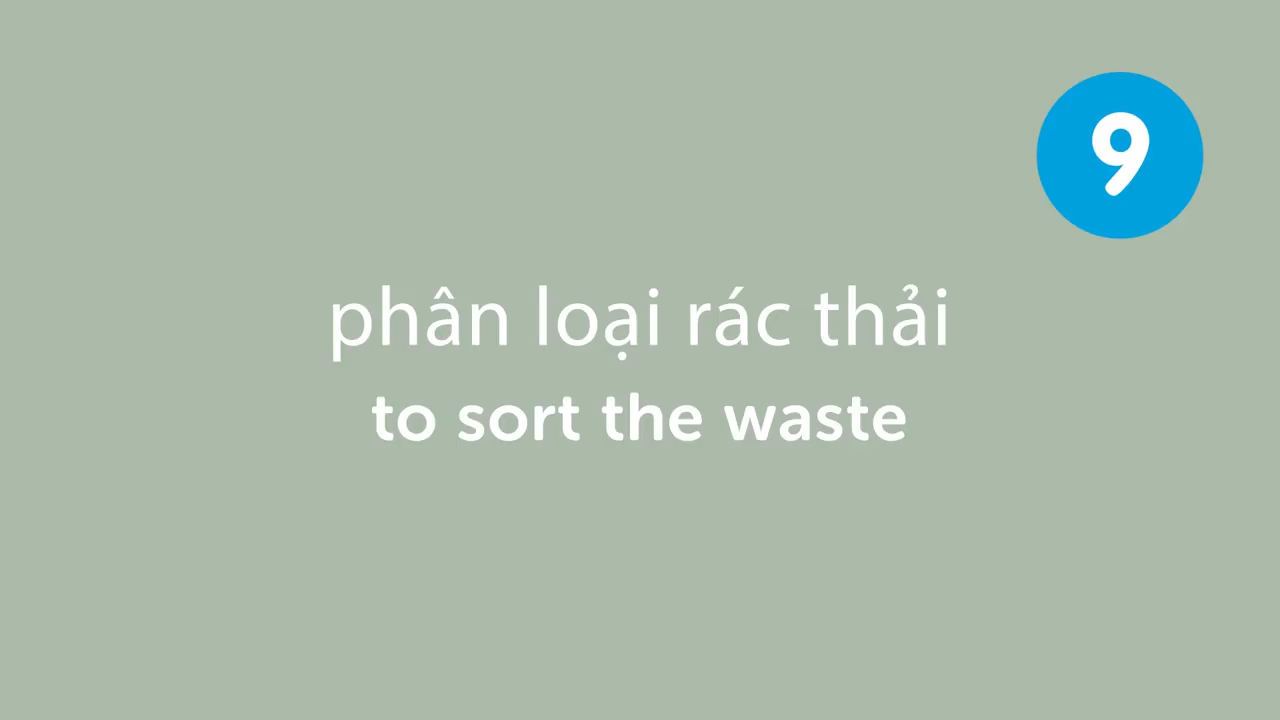 9
phân loại rác thải
to sort the waste